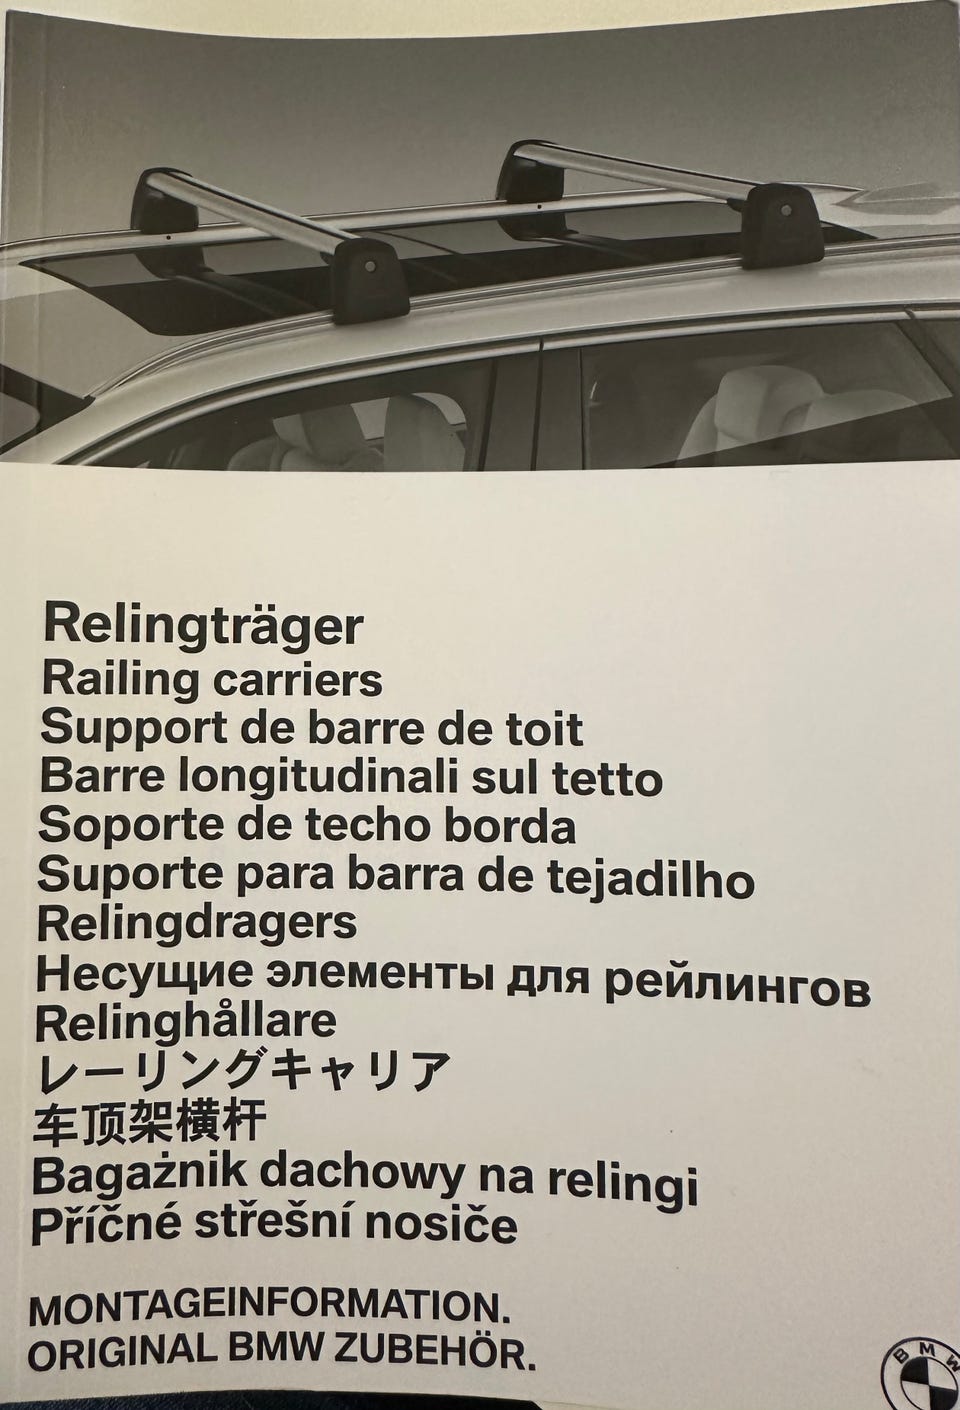 Relingträger
Railing carriers
Support de barre de toit
Barre longitudinali sul tetto
Soporte de techo borda
Suporte para barra de tejadilho
Relingdragers
Несущие элементы для рейлингов
Relinghållare
レーリングキャリア
车顶架横杆
Bagażnik dachowy na relingi
Příčné střešní nosiče
MONTAGEINFORMATION.
ORIGINAL BMW ZUBEHÖR.
BMW